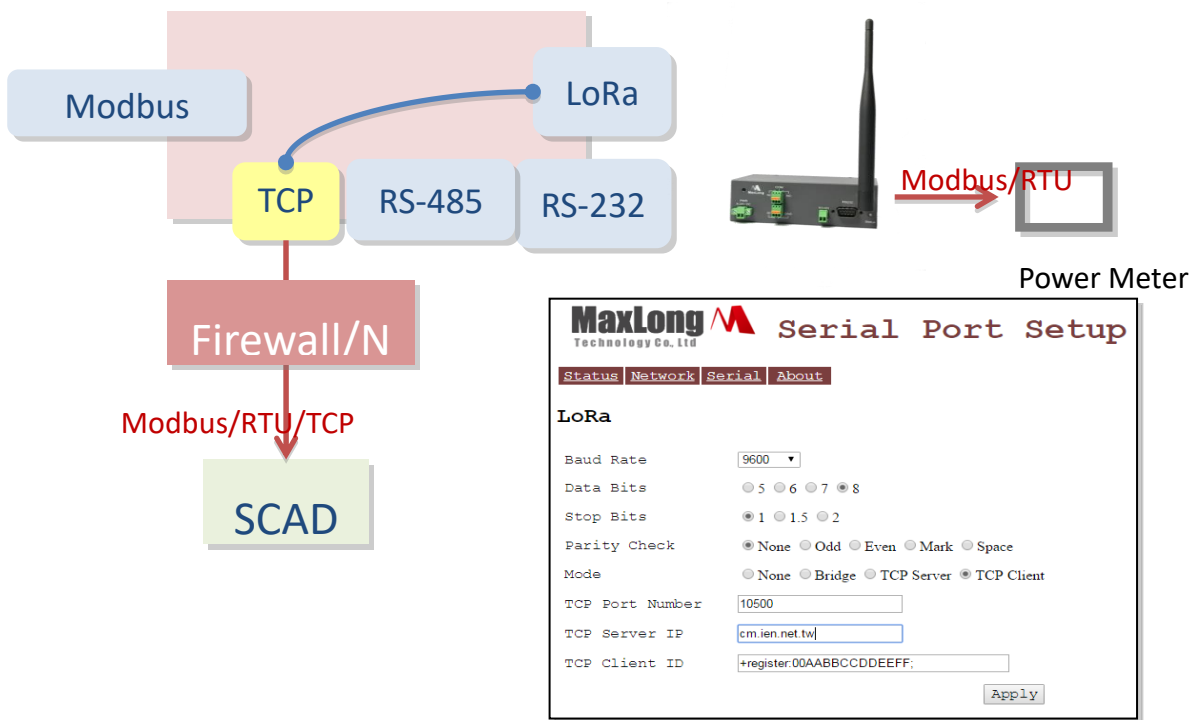 Modbus
LoRa
TCP
RS-485
RS-232
Modbus/RTU
Power Meter
Firewall/N
Modbus/RTU/TCP
SCAD
MaxLong
Technology Co., Ltd
Serial Port Setup
Status Network Serial About
LoRa
Baud Rate 9600
Data Bits 5 6 7 8
Stop Bits 1 1.5 2
Parity Check None Odd Even Mark Space
Mode None Bridge TCP Server TCP Client
TCP Port Number 10500
TCP Server IP cm.ien.net.tw
TCP Client ID +register:00AABBCCDDEEFF;
Apply